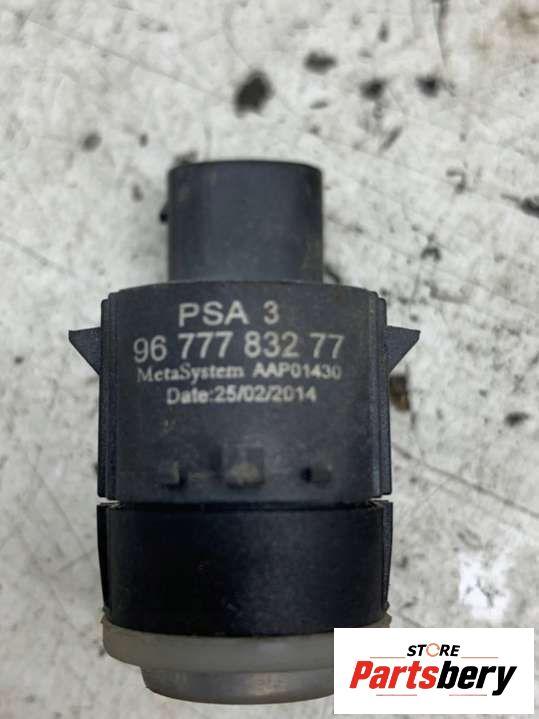 PSA 3
96 777 832 77
MetaSystem AAP01430
Date:25/02/2014
STORE
Partsbery